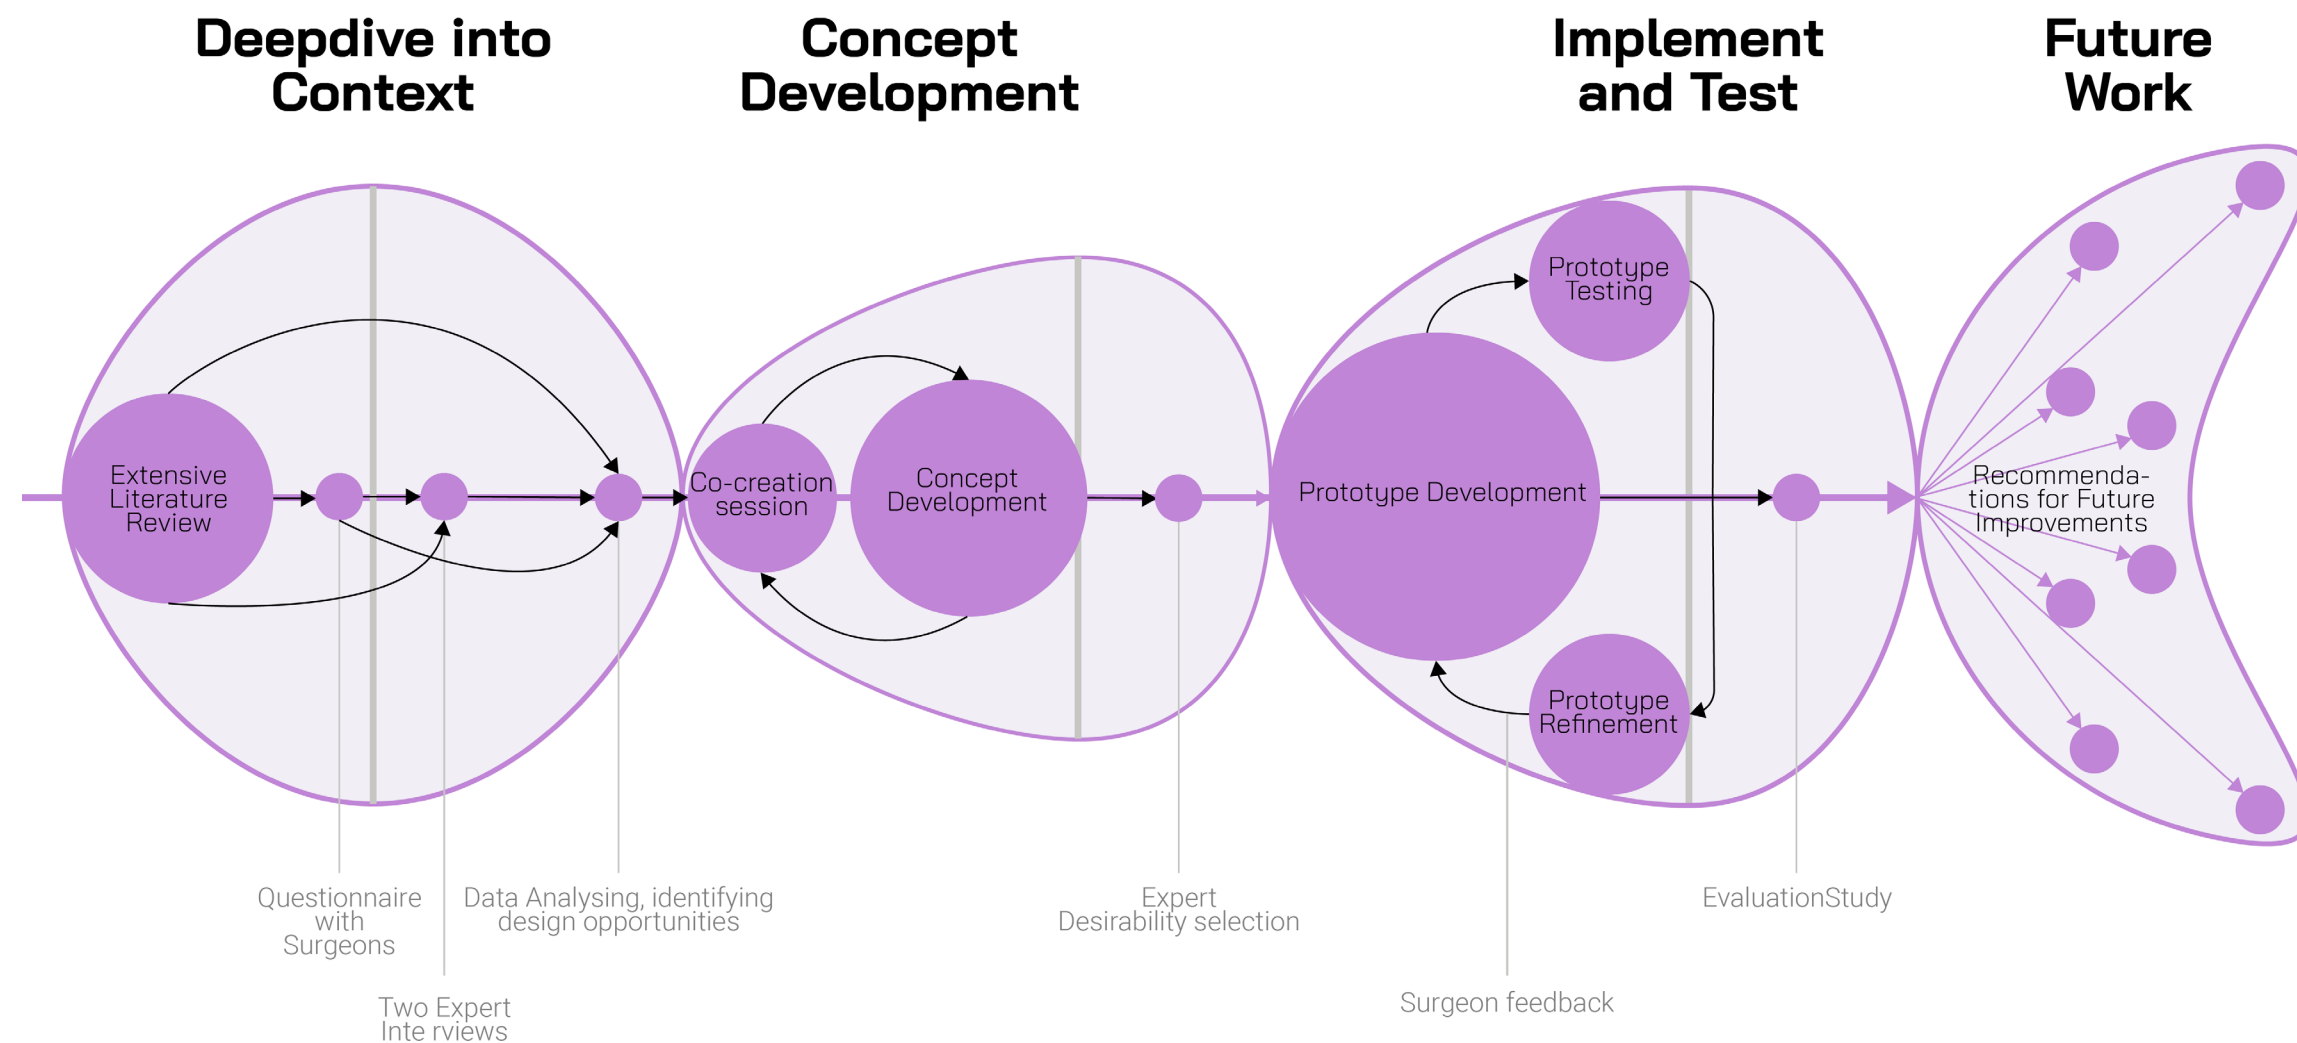 Deepdive into
Context
Concept
Development
Implement
and Test
Future
Work
Extensive
Literature
Review
Co-creation
session
Concept
Development
Prototype Development
Prototype
Testing
Prototype
Refinement
Recommenda-
tions for Future
Improvements
Questionnaire
with
Surgeons
Two Expert
Inte rviews
Data Analysing, identifying
design opportunities
Expert
Desirability selection
Surgeon feedback
EvaluationStudy